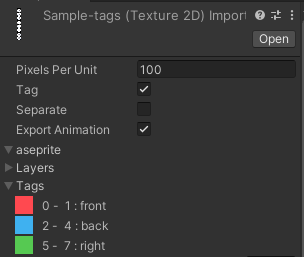 Sample-tags (Texture 2D) Import
Open
Pixels Per Unit 100
Tag
Separate
Export Animation
aseprite
Layers
Tags
0 - 1 : front
2 - 4 : back
5 - 7 : right